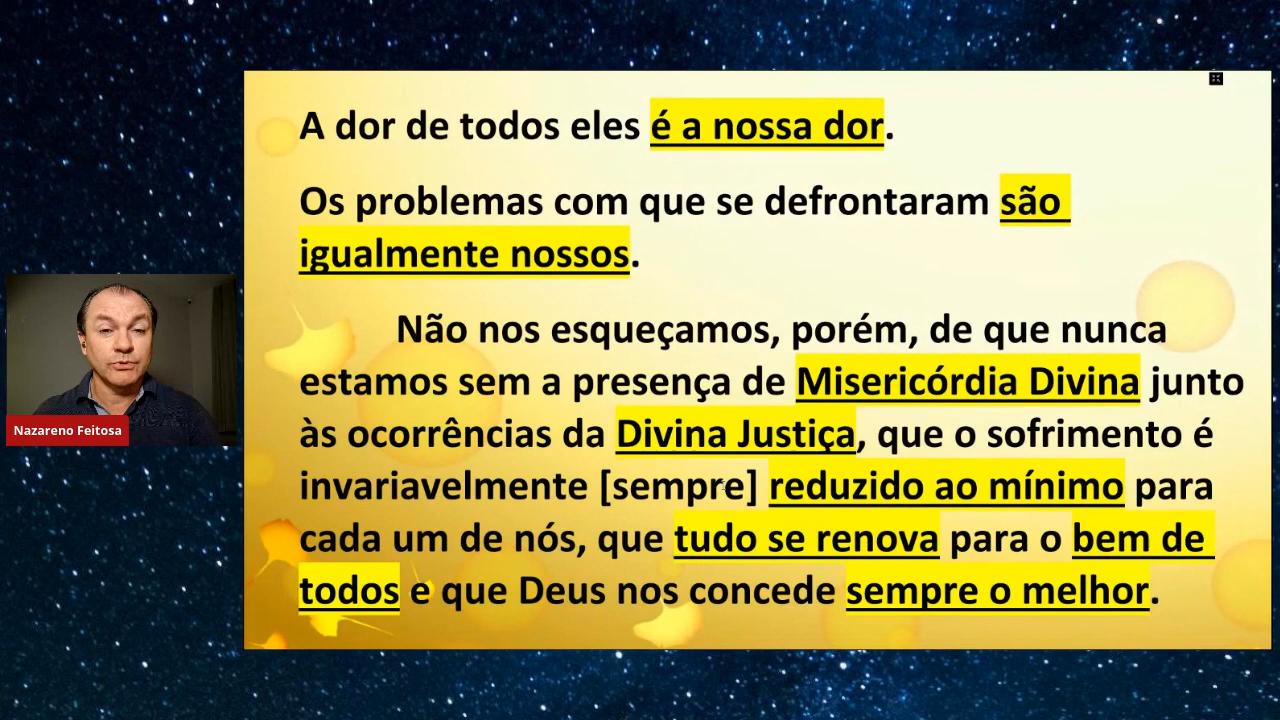 A dor de todos eles é a nossa dor.
Os problemas com que se defrontaram são
igualmente nossos.
Não nos esqueçamos, porém, de que nunca
estamos sem a presença de Misericórdia Divina junto
às ocorrências da Divina Justiça, que o sofrimento é
invariavelmente [sempre] reduzido ao mínimo para
cada um de nós, que tudo se renova para o bem de
todos e que Deus nos concede sempre o melhor.
Nazareno Feitosa